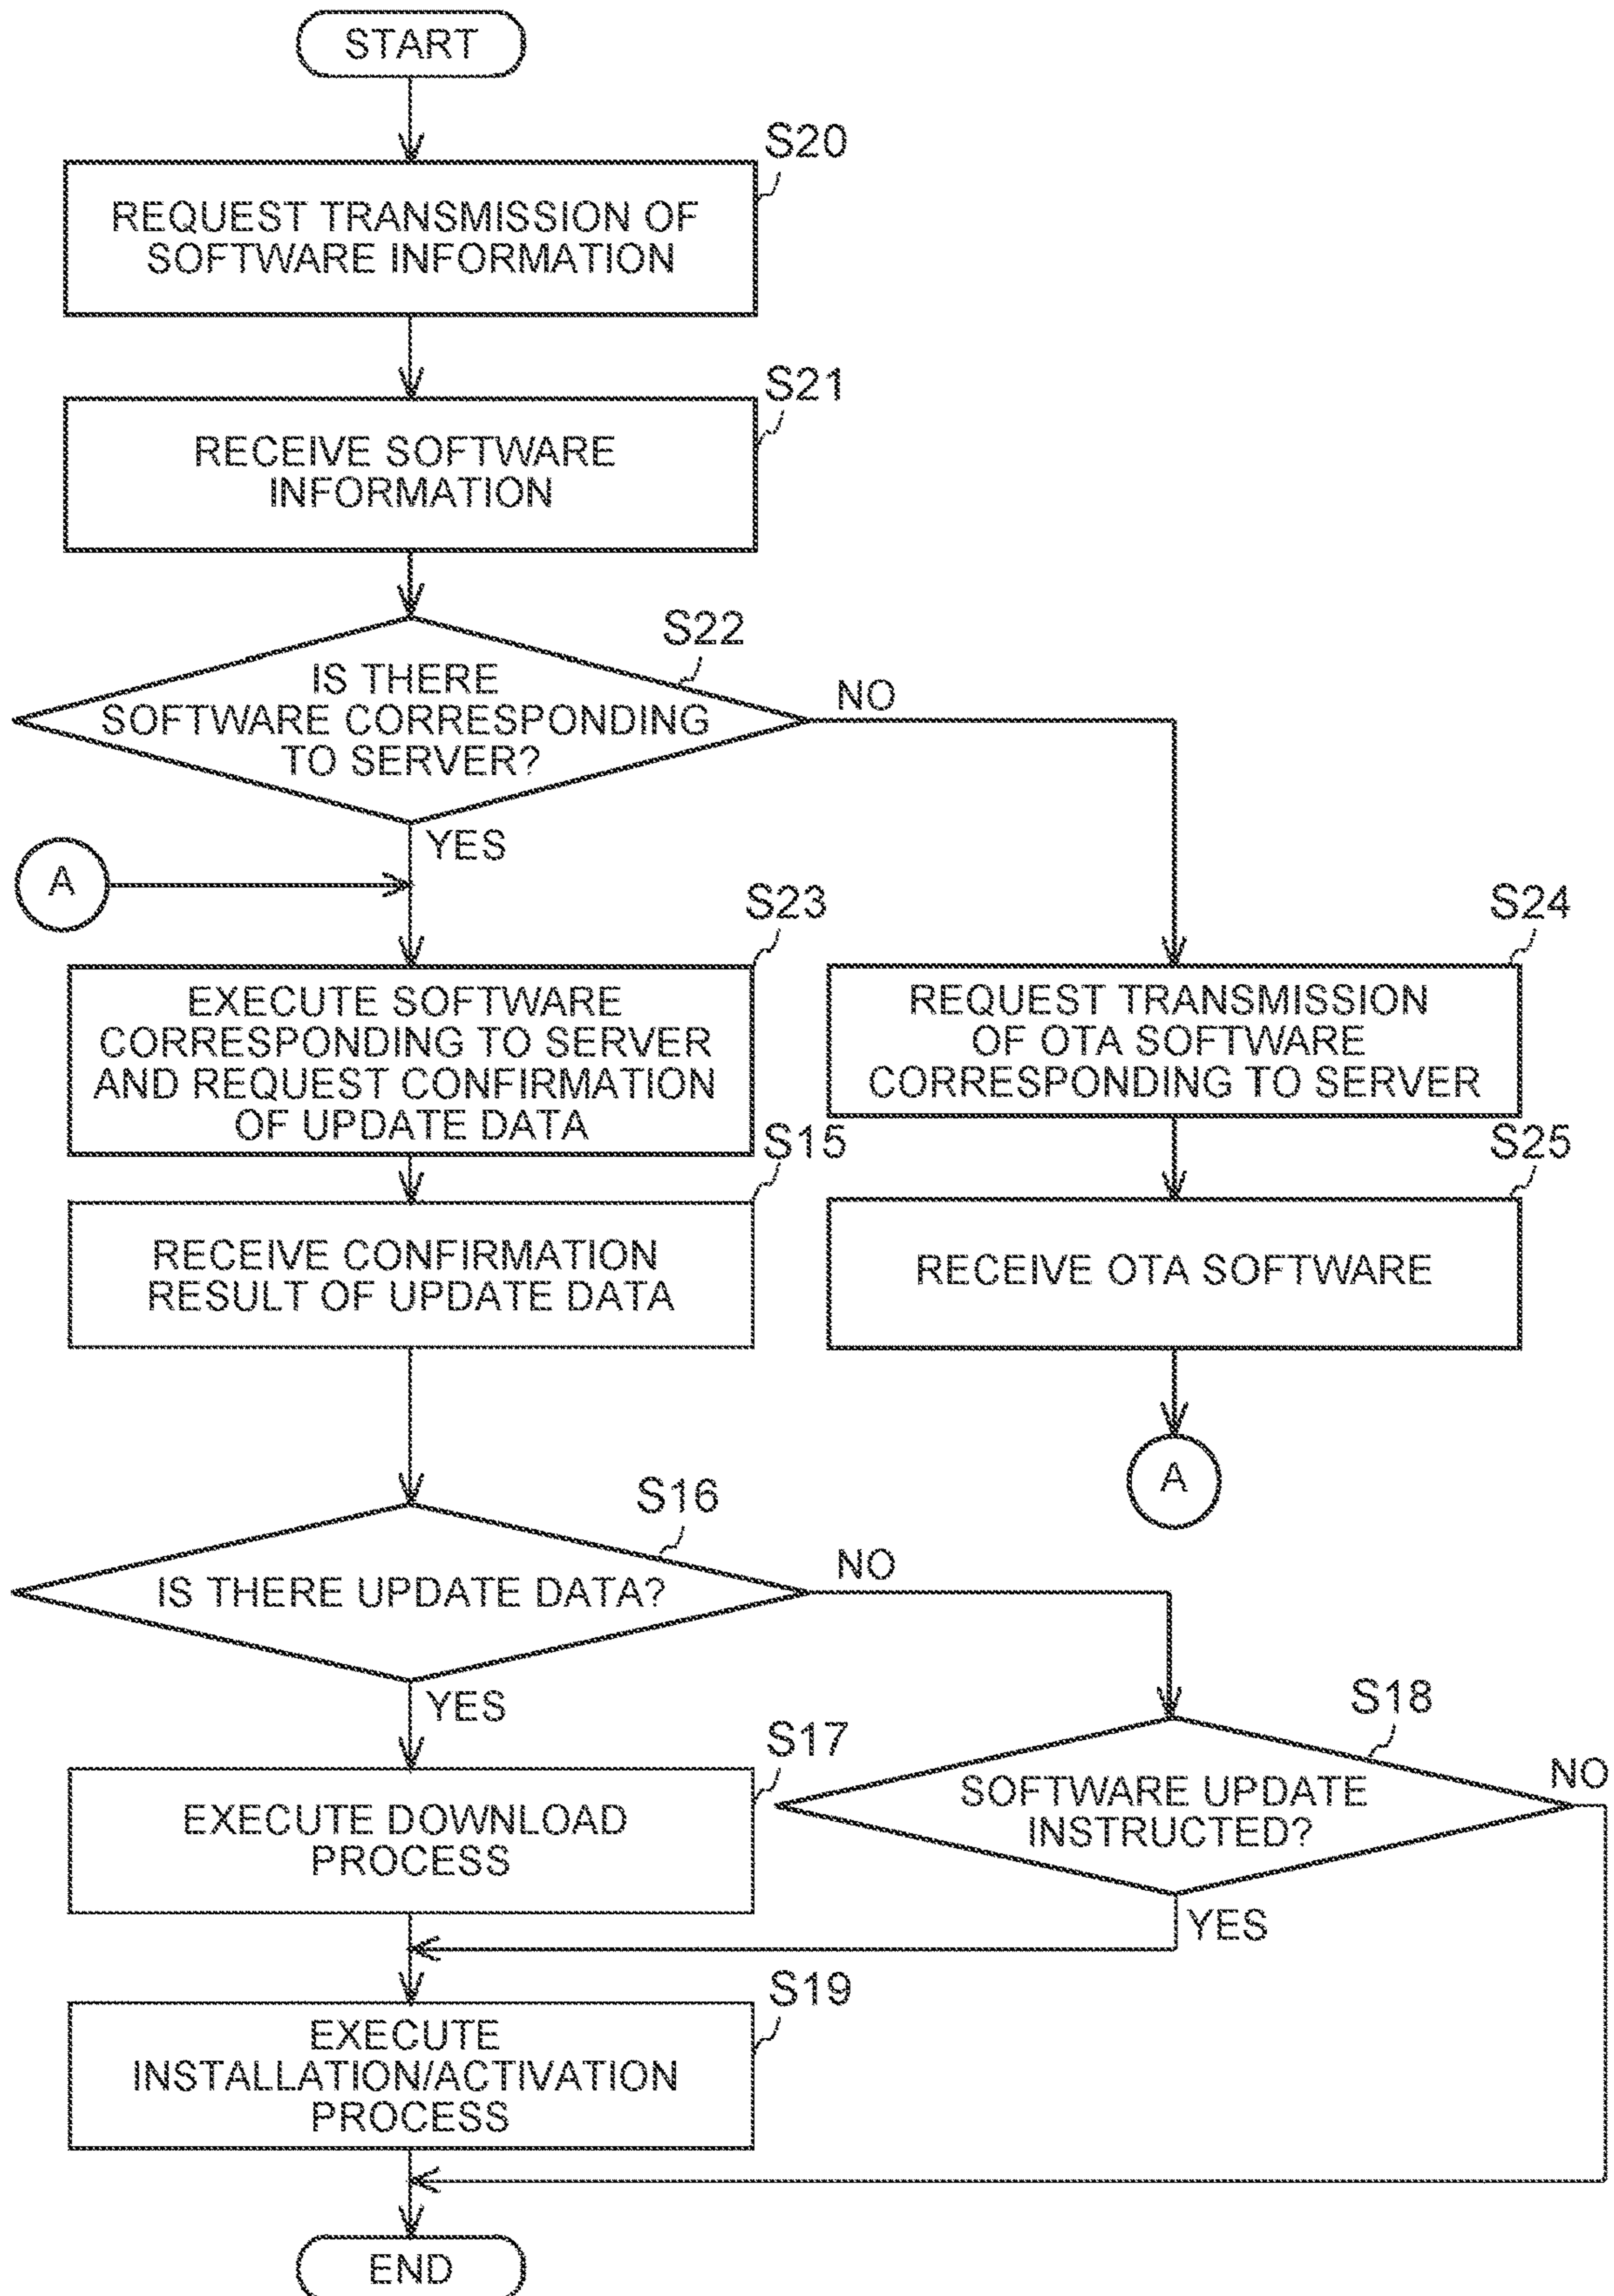 START
S20
REQUEST TRANSMISSION OF
SOFTWARE INFORMATION
S21
RECEIVE SOFTWARE
INFORMATION
S22
IS THERE
SOFTWARE CORRESPONDING
TO SERVER?
NO
YES
A
S23
EXECUTE SOFTWARE
CORRESPONDING TO SERVER
AND REQUEST CONFIRMATION
OF UPDATE DATA
S24
REQUEST TRANSMISSION
OF OTA SOFTWARE
CORRESPONDING TO SERVER
S15
RECEIVE CONFIRMATION
RESULT OF UPDATE DATA
S25
RECEIVE OTA SOFTWARE
A
S16
IS THERE UPDATE DATA?
NO
YES
S17
EXECUTE DOWNLOAD
PROCESS
S18
SOFTWARE UPDATE
INSTRUCTED?
NO
YES
S19
EXECUTE
INSTALLATION/ACTIVATION
PROCESS
END